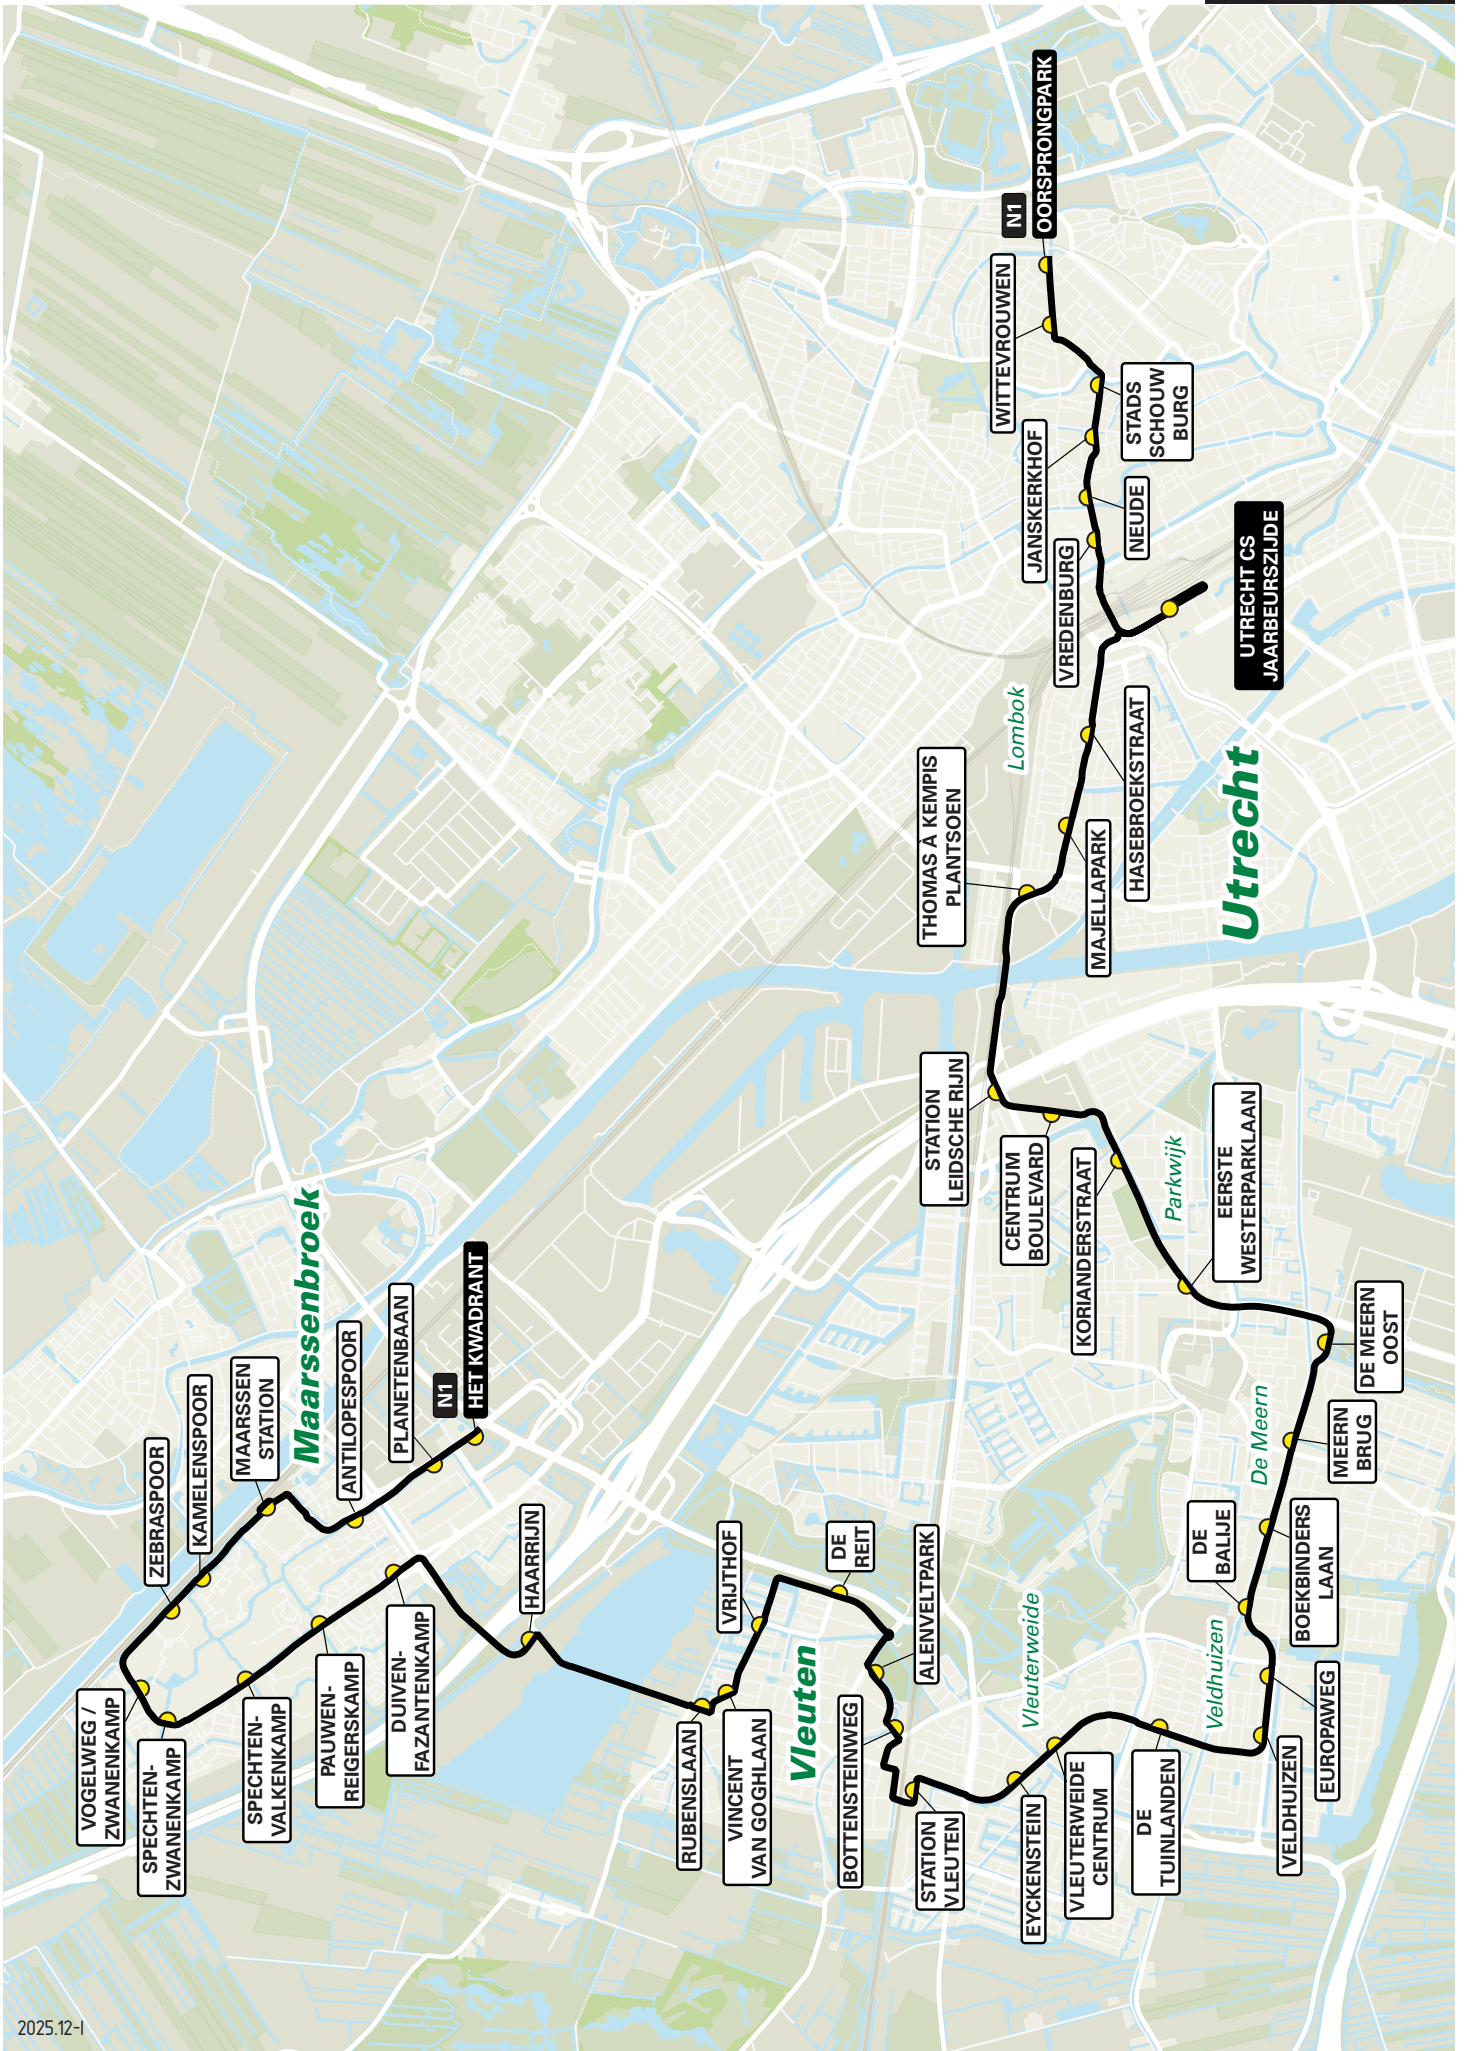 2025.12-I
N1
OORSPRONGPARK
WITTEVROUWEN
STADS
SCHOUW
BURG
JANSKERKHOF
NEUDE
VREDENBURG
UTRECHT CS
JAARBEURSZIJDE
Lombok
HASEBROEKSTRAAT
Utrecht
MAJELLAPARK
THOMAS À KEMPIS
PLANTSOEN
STATION
LEIDSCHE RIJN
CENTRUM
BOULEVARD
KORIANDERSTRAAT
Parkwijk
EERSTE
WESTERPARKLAAN
DE MEERN
OOST
De Meern
MEERN
BRUG
BOEKBINDERS
LAAN
DE
BALIJE
EUROPAWEG
Veldhuizen
VELDHUIZEN
DE
TUINLANDEN
Vleuterweide
VLEUTERWEIDE
CENTRUM
EYCKENSTEIN
STATION
VLEUTEN
BOTTENSTEINWEG
ALENVELTPARK
DE
REIT
Vleuten
VRIJTHOF
VINCENT
VAN GOGHLAAN
RUBENSLAAN
HAARRIJN
DUIVEN-
FAZANTENKAMP
PAUWEN-
REIGERSKAMP
SPECHTEN-
VALKENKAMP
SPECHTEN-
ZWANENKAMP
VOGELWEG /
ZWANENKAMP
ZEBRASPOOR
KAMELENSPOOR
MAARSSEN
STATION
Maarssenbroek
ANTILOPESPOOR
PLANETENBAAN
N1
HET KWADRANT